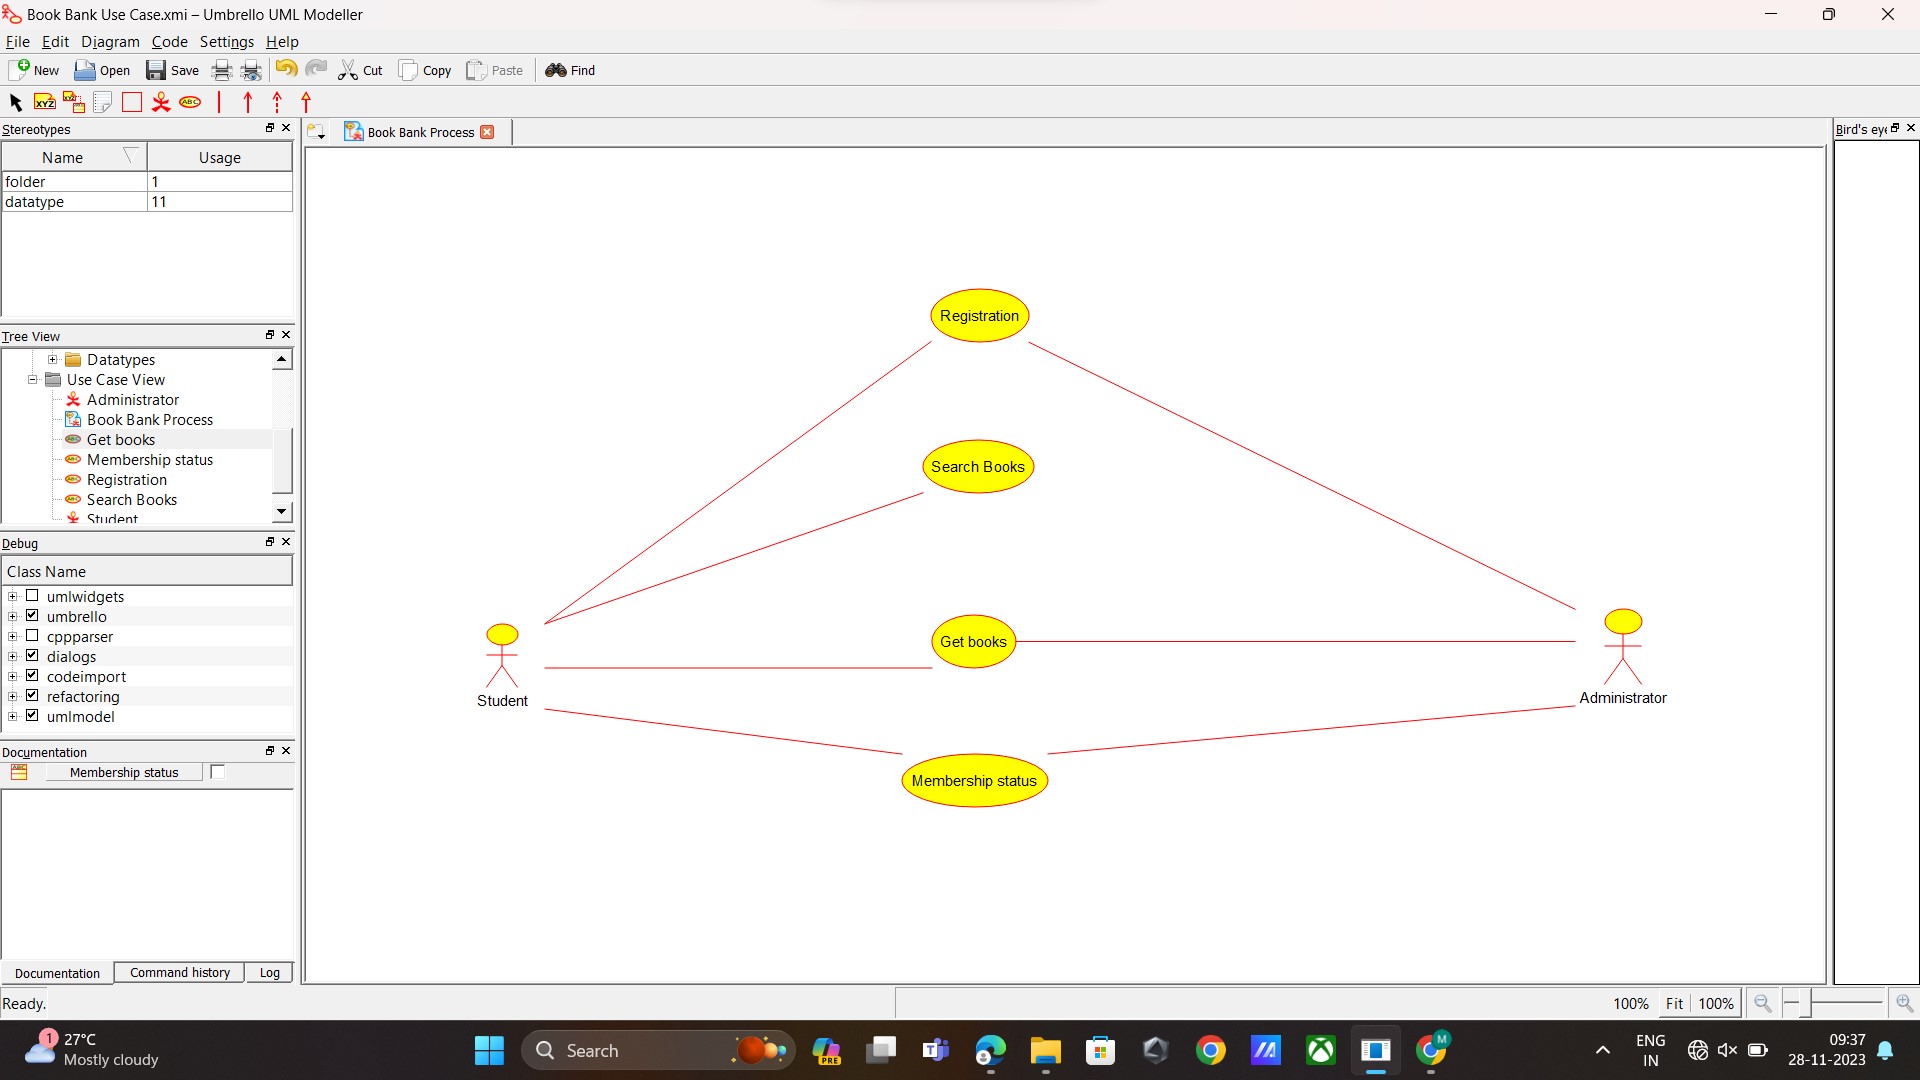 Book Bank Use Case.xmi – Umbrello UML Modeller
File Edit Diagram Code Settings Help
New Open Save Cut Copy Paste Find
XYZ XYZ ABC
Stereotypes
Name Usage
folder 1
datatype 11
Tree View
Datatypes
Use Case View
Administrator
Book Bank Process
Get books
Membership status
Registration
Search Books
Student
Debug
Class Name
umlwidgets
umbrello
cppparser
dialogs
codeimport
refactoring
umlmodel
Documentation
Membership status
Documentation Command history Log
Book Bank Process
Registration
Search Books
Get books
Student
Administrator
Membership status
Bird's eye
Ready.
100% Fit 100%
1
27°C
Mostly cloudy
Search
PRE
M
ENG
IN
09:37
28-11-2023